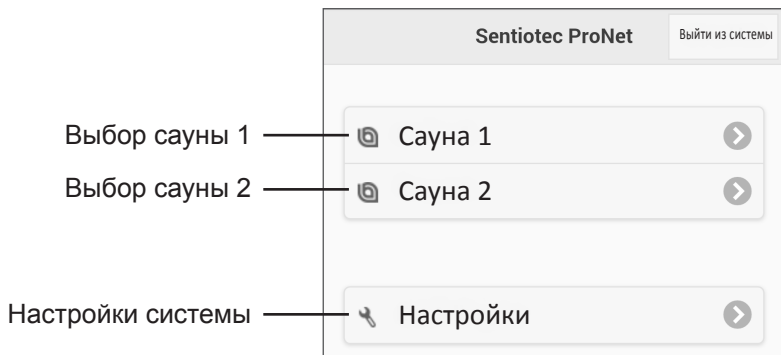 Sentiotec ProNet Выйти из системы
Выбор сауны 1 Сауна 1
Выбор сауны 2 Сауна 2
Настройки системы Настройки